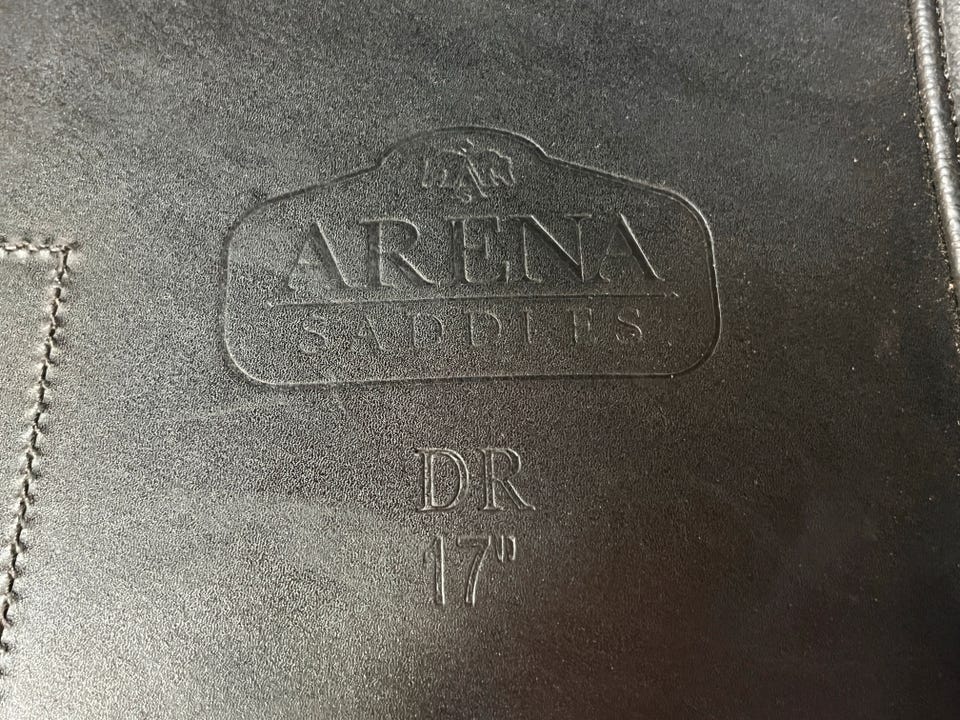 ARENA
SADDLES
DR
17"